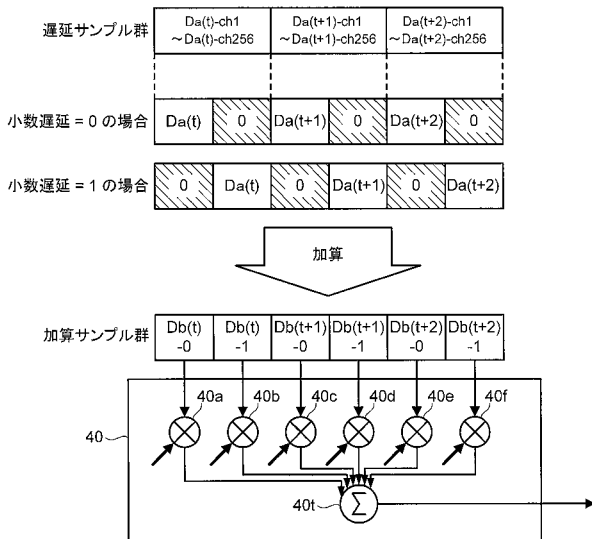 遅延サンプル群
Da(t)-ch1
～Da(t)-ch256
Da(t+1)-ch1
～Da(t+1)-ch256
Da(t+2)-ch1
～Da(t+2)-ch256
小数遅延 = 0 の場合
Da(t)
0
Da(t+1)
0
Da(t+2)
0
小数遅延 = 1 の場合
0
Da(t)
0
Da(t+1)
0
Da(t+2)
加算
加算サンプル群
Db(t)
-0
Db(t)
-1
Db(t+1)
-0
Db(t+1)
-1
Db(t+2)
-0
Db(t+2)
-1
40
40a
40b
40c
40d
40e
40f
40t
Σ